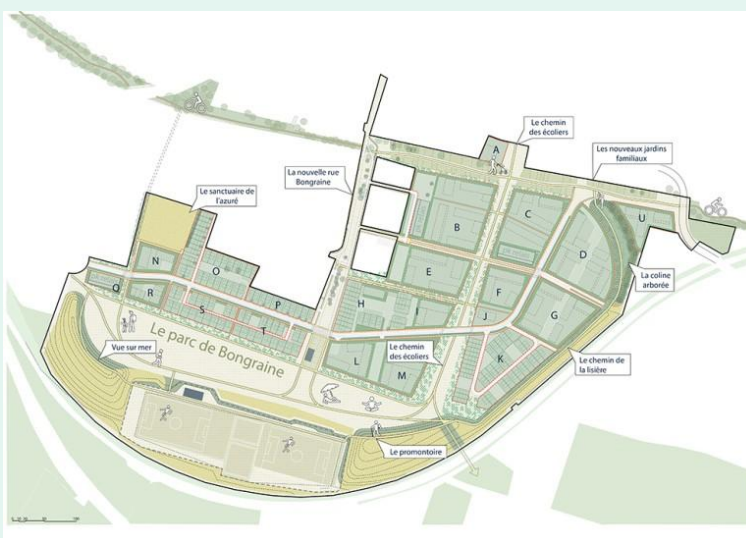 A
Le chemin
des écoliers
Les nouveaux jardins
familiaux
La nouvelle rue
Bongraine
Le sanctuaire de
l'azuré
B
C
U
D
N
O
E
La coline
arborée
Q
R
P
F
S
H
I
J
G
T
Le parc de Bongraine
Vue sur mer
Le chemin
des écoliers
L
M
K
Le chemin de
la lisière
Le promontoire